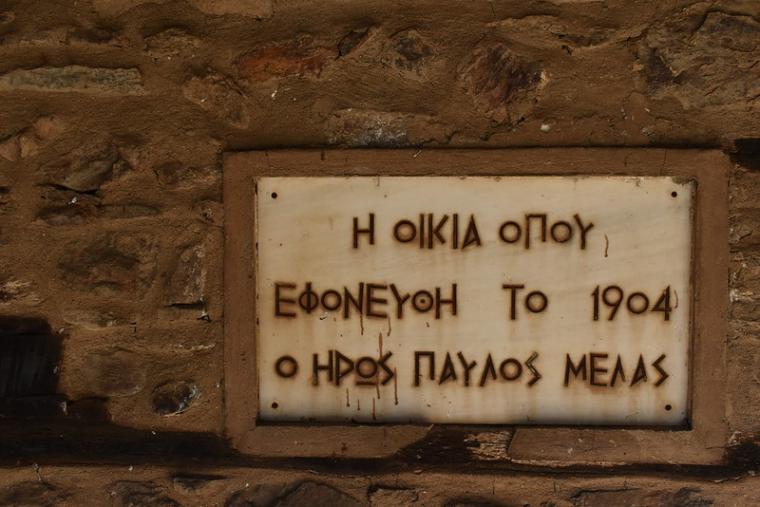 Η ΟΙΚΙΑ ΟΠΟΥ
ΕΦΟΝΕΥΘΗ ΤΟ 1904
Ο ΗΡΩΣ ΠΑΥΛΟΣ ΜΕΛΑΣ